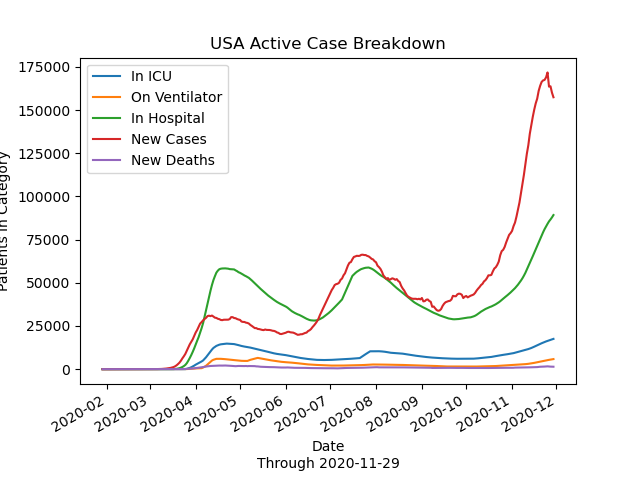 USA Active Case Breakdown
175000
150000
125000
100000
75000
50000
25000
0
Patients in Category
In ICU
On Ventilator
In Hospital
New Cases
New Deaths
2020-02
2020-03
2020-04
2020-05
2020-06
2020-07
2020-08
2020-09
2020-10
2020-11
2020-12
Date
Through 2020-11-29